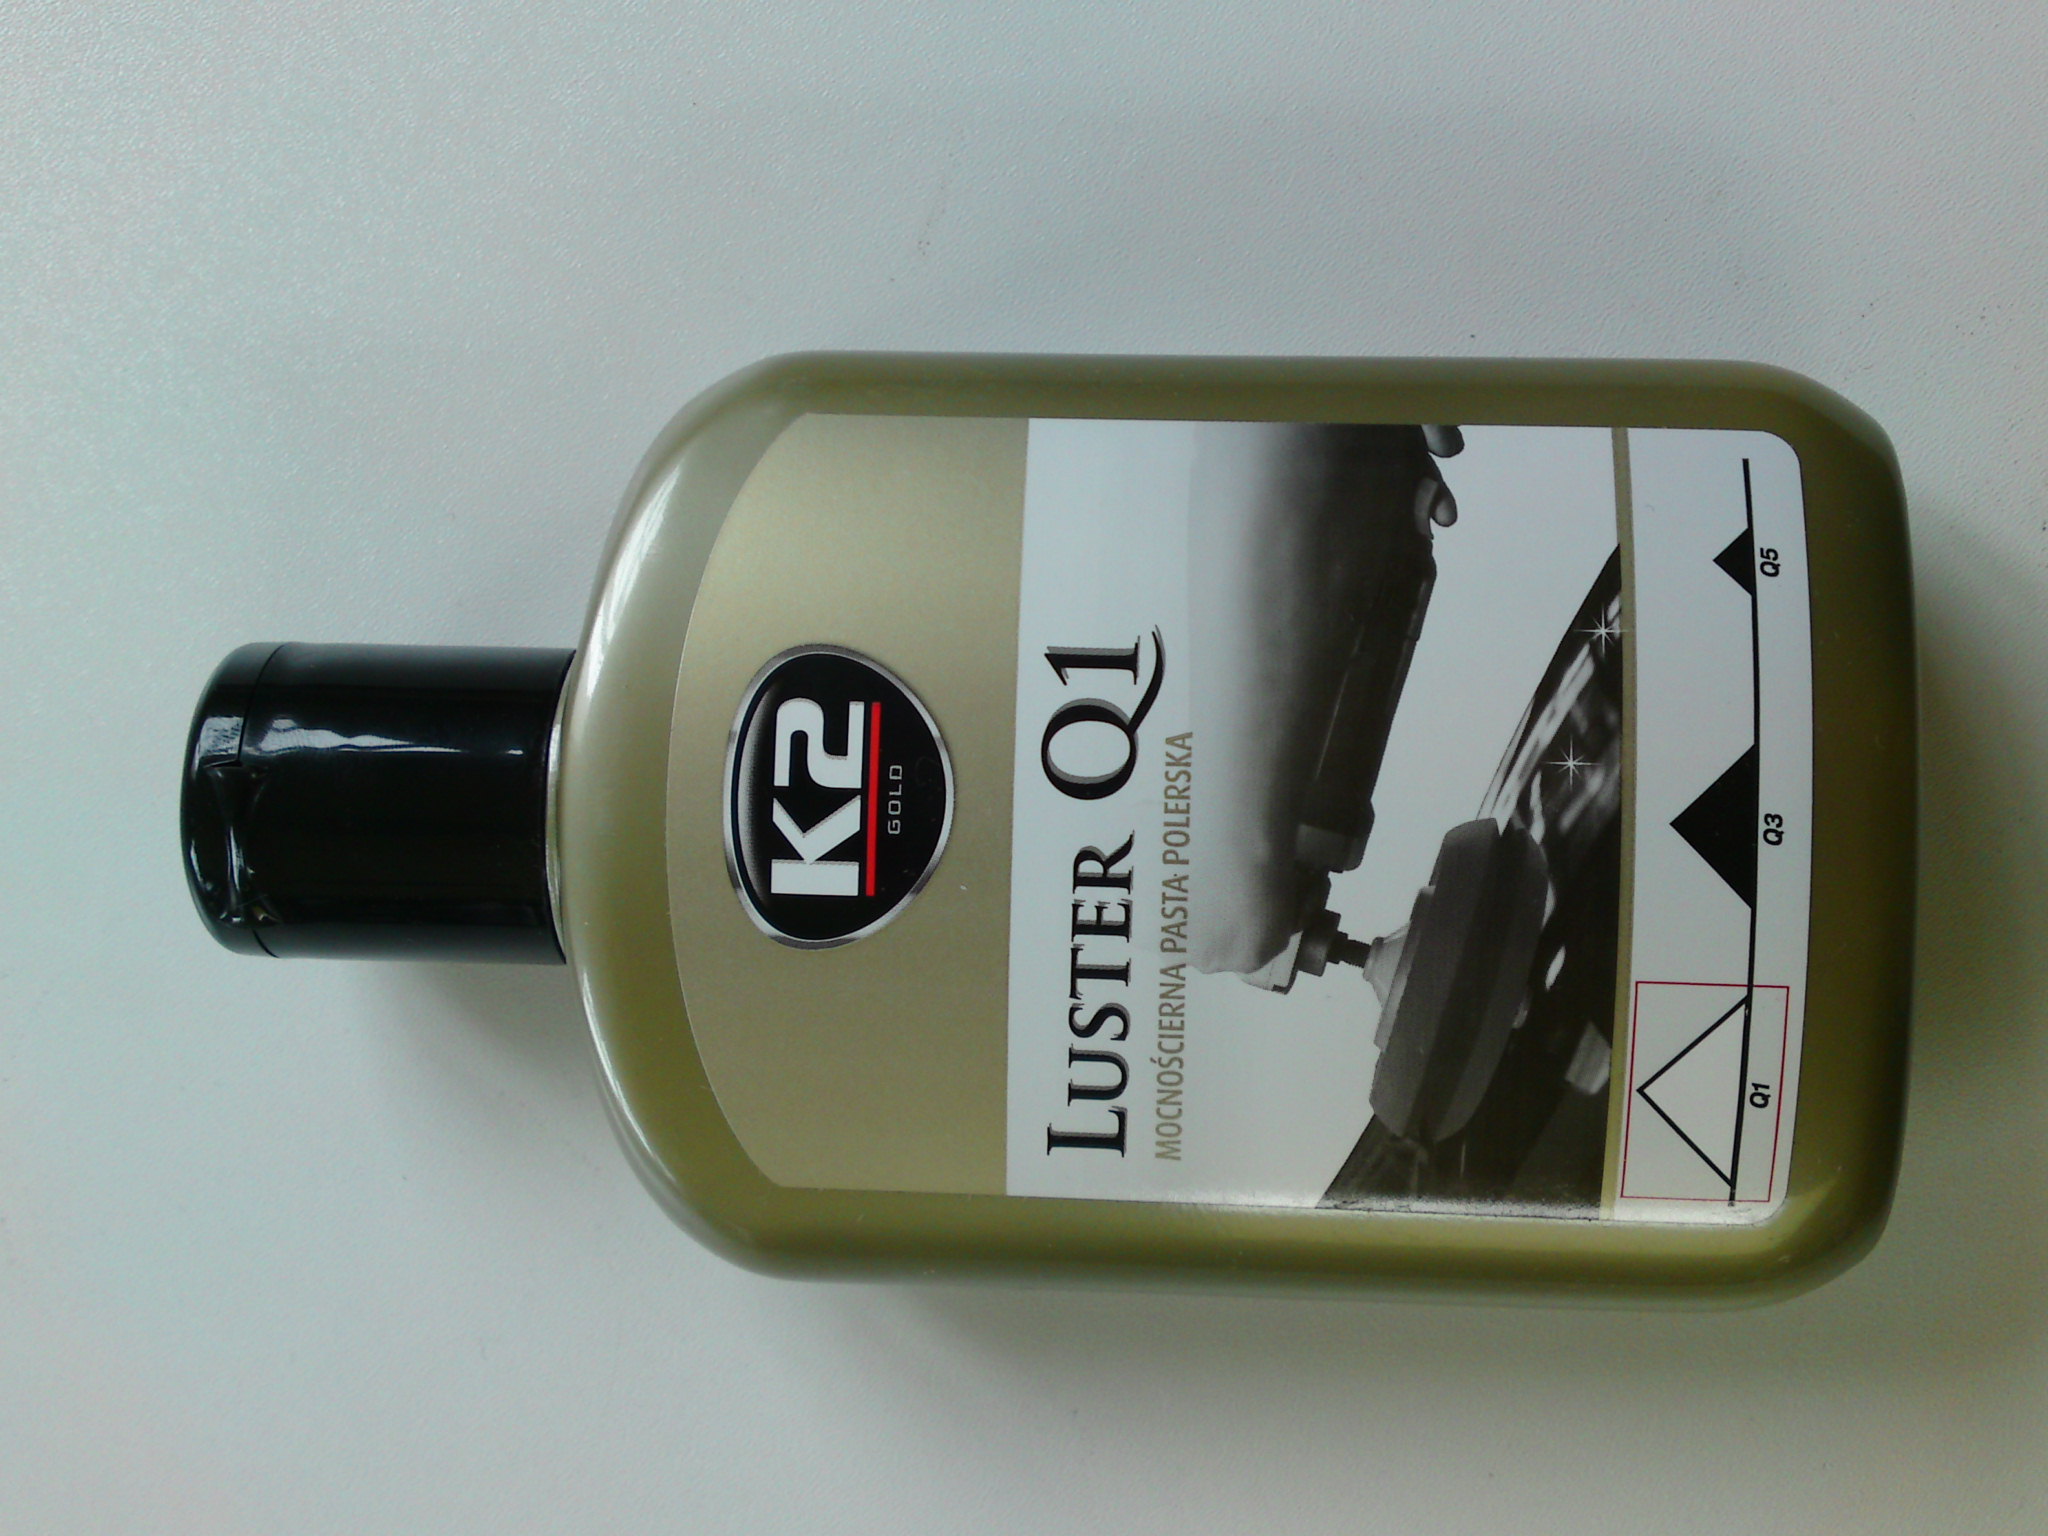 K2
GOLD
LUSTER Q1
MOCNOŚCIERNA PASTA POLERSKA
Q1 Q3 Q5